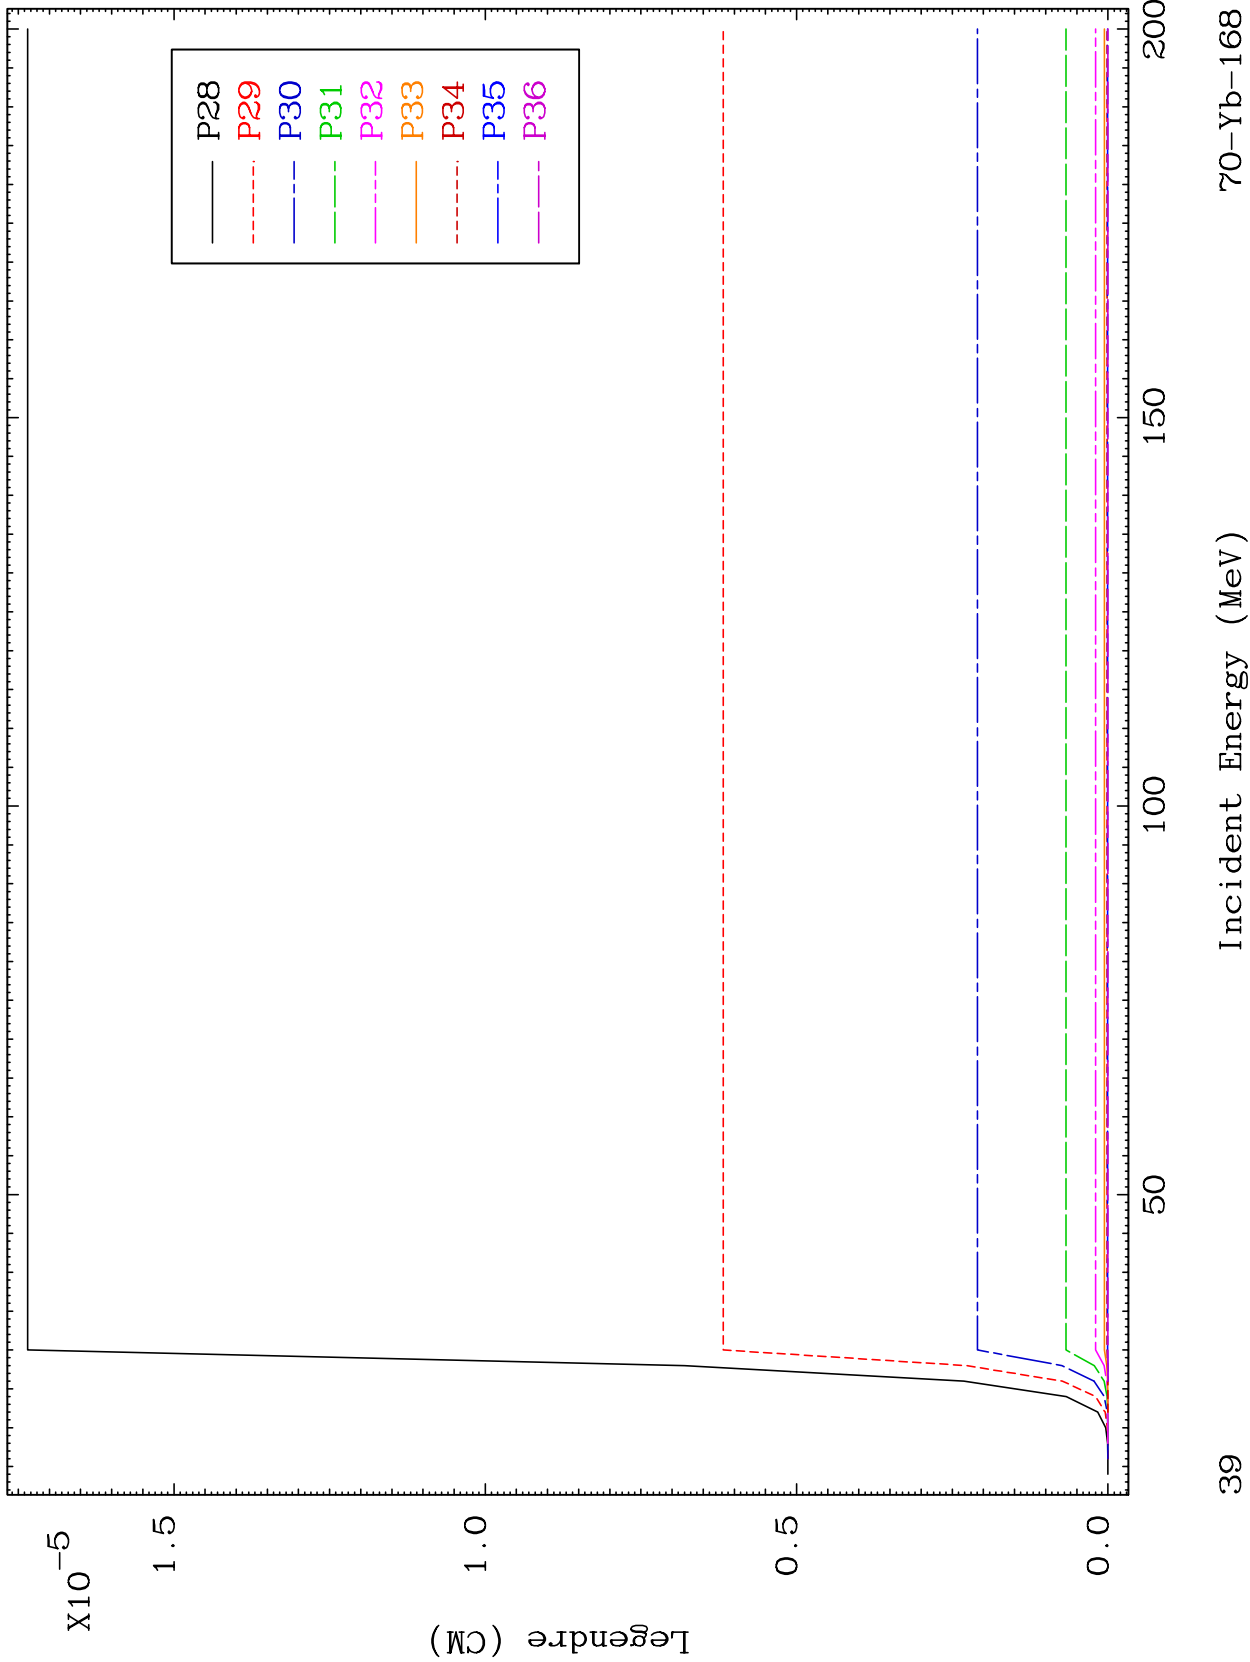 X10-5
1.5
1.0
0.5
0.0
Legendre (CM)
P28
P29
P30
P31
P32
P33
P34
P35
P36
50
100
150
200
Incident Energy (MeV)
39
70-Yb-168